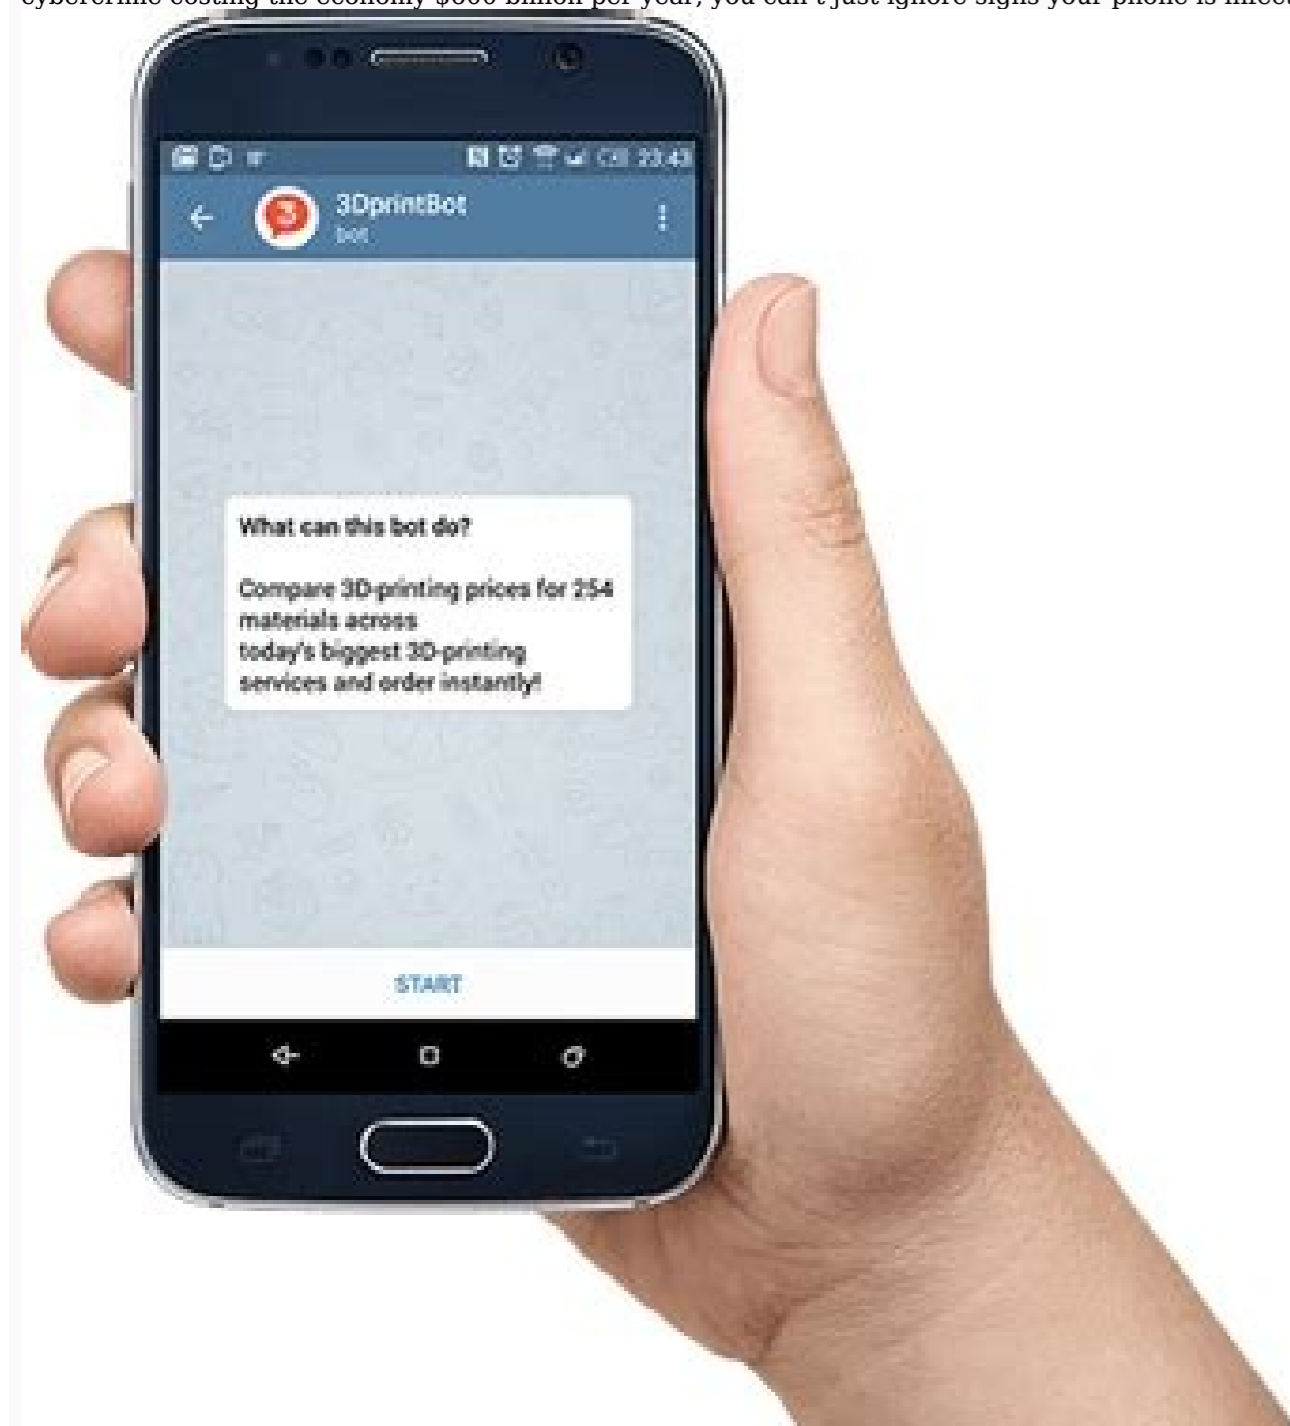 cybercrime costing the economy $600 billion per year, you can't just ignore signs your phone is
23:43
3
3DprintBot
bot
What can this bot do?
Compare 3D-printing prices for 254
materials across
today's biggest 3D-printing
services and order instantly!
START